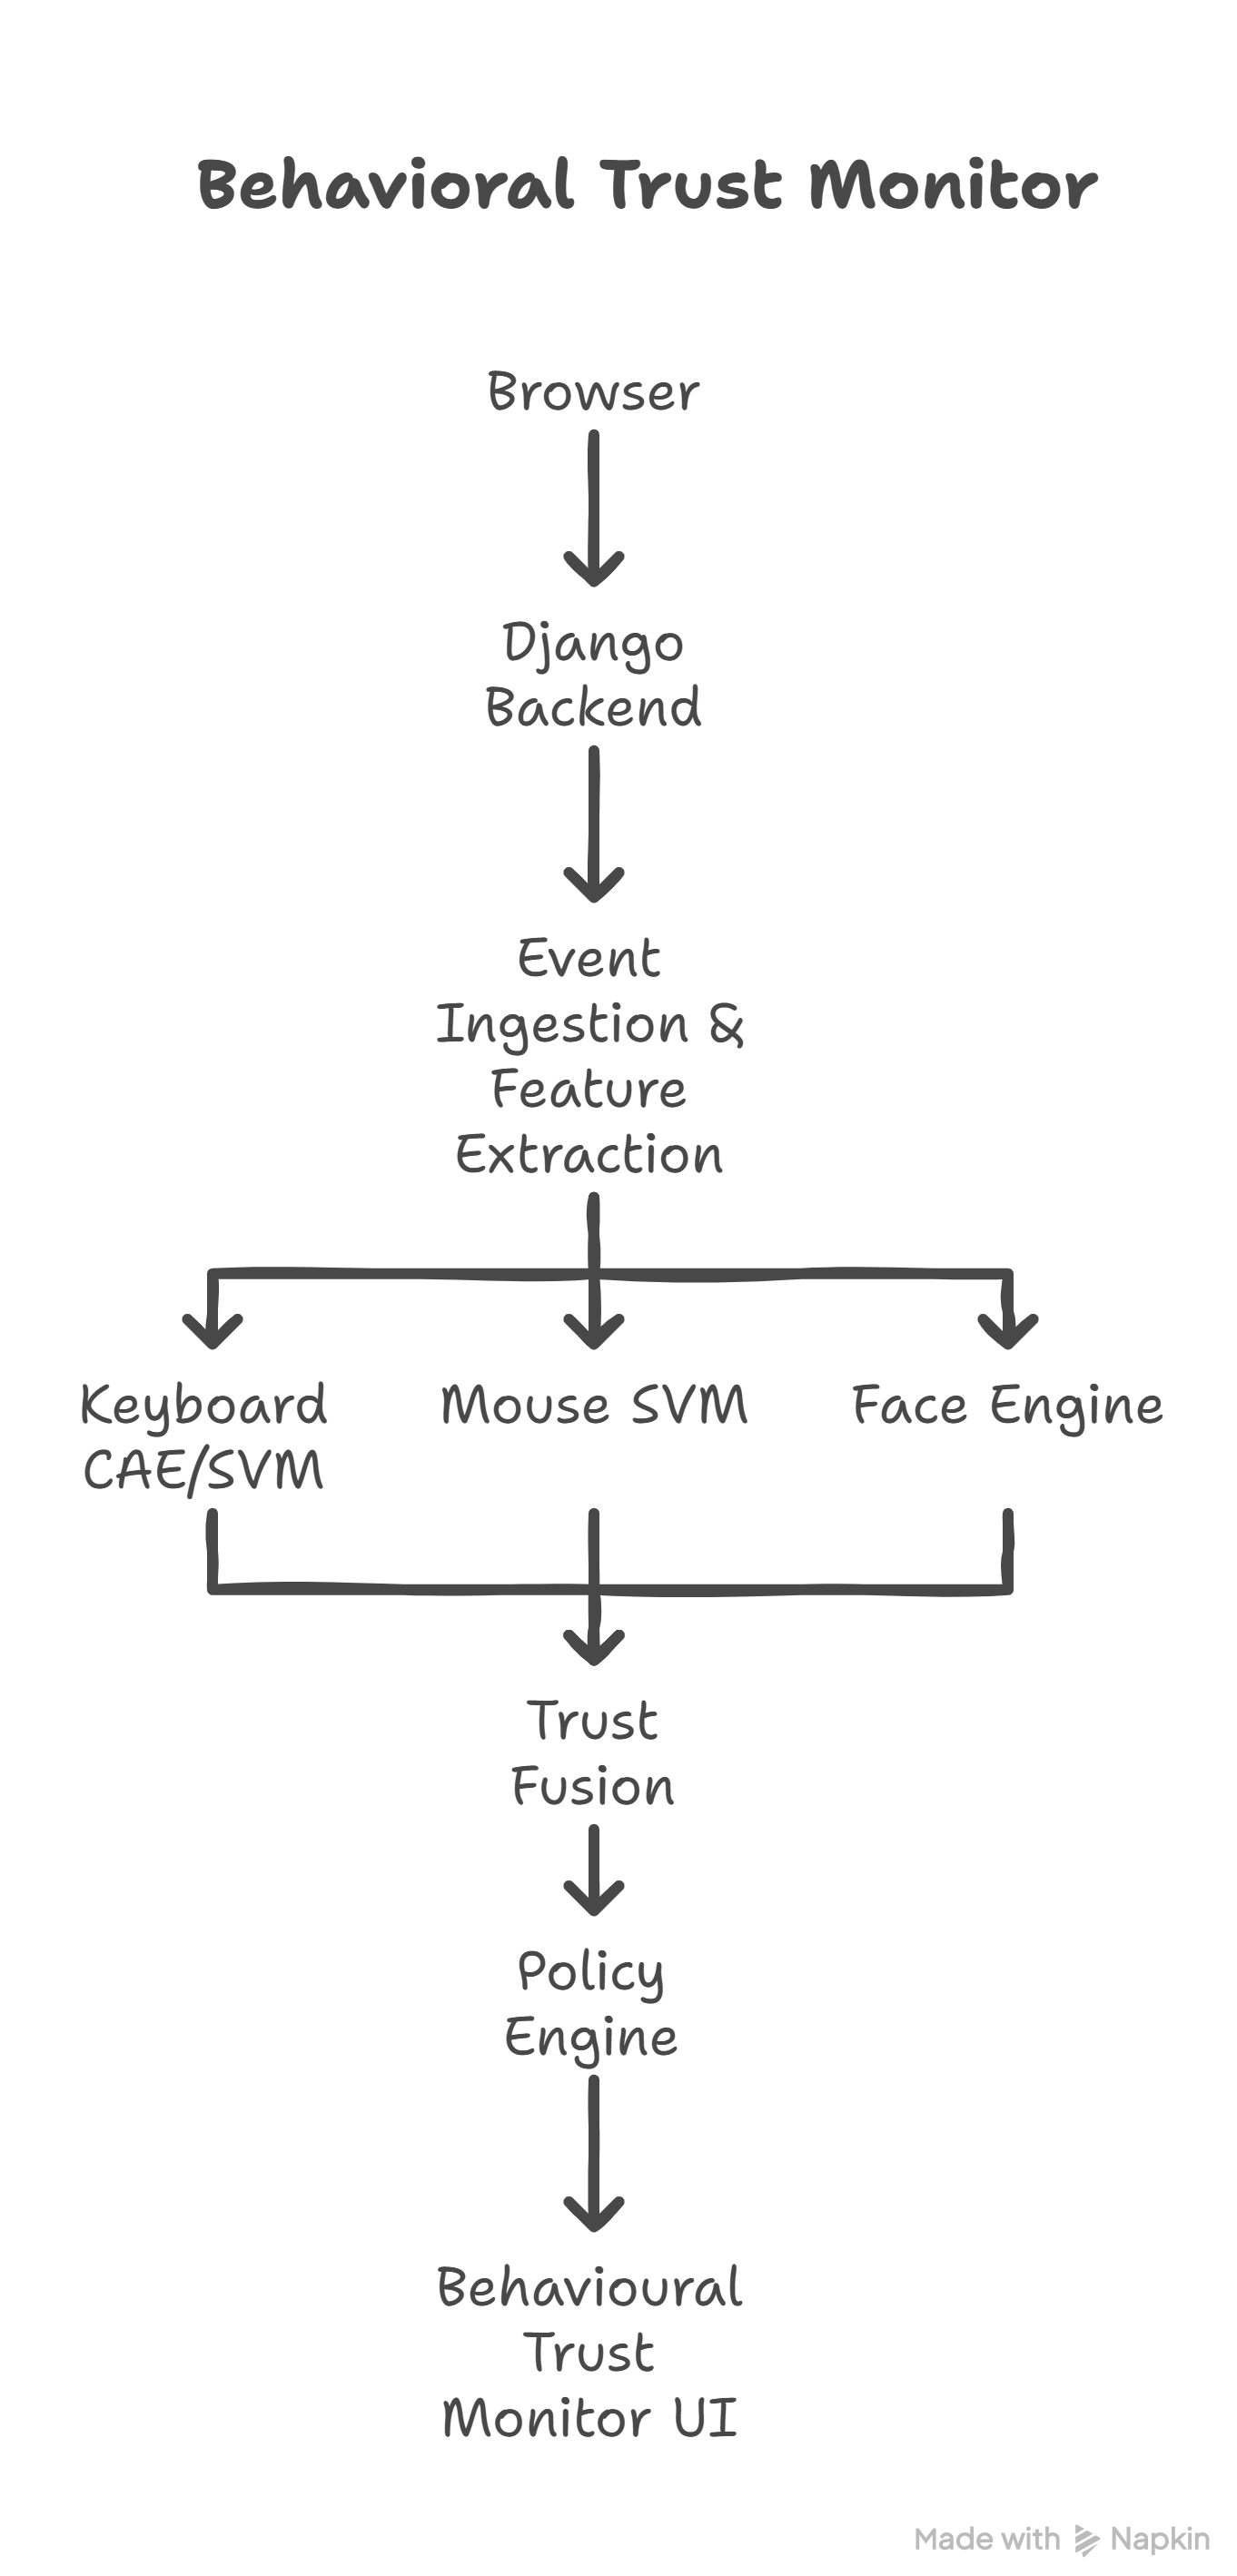 Behavioral Trust Monitor
Browser
Django
Backend
Event
Ingestion &
Feature
Extraction
Keyboard
CAE/SVM
Mouse SVM
Face Engine
Trust
Fusion
Policy
Engine
Behavioural
Trust
Monitor UI
Made with Napkin